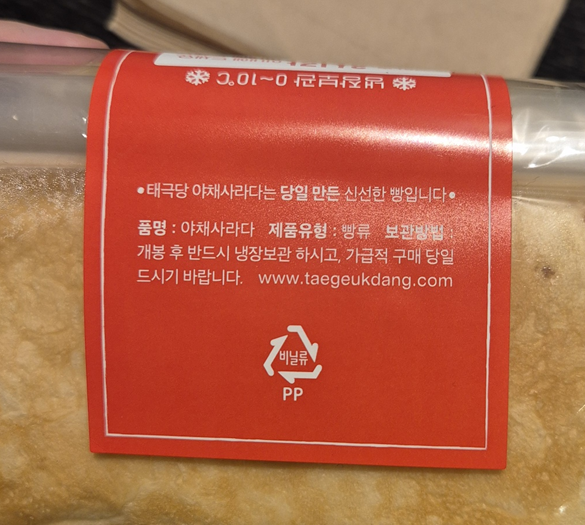 냉장보관 0~10℃
•태극당 야채사라다는 당일 만든 신선한 빵입니다•
품명 : 야채사라다 제품유형 : 빵류 보관방법 :
개봉 후 반드시 냉장보관 하시고, 가급적 구매 당일
드시기 바랍니다. www.taegeukdang.com
비닐류
PP